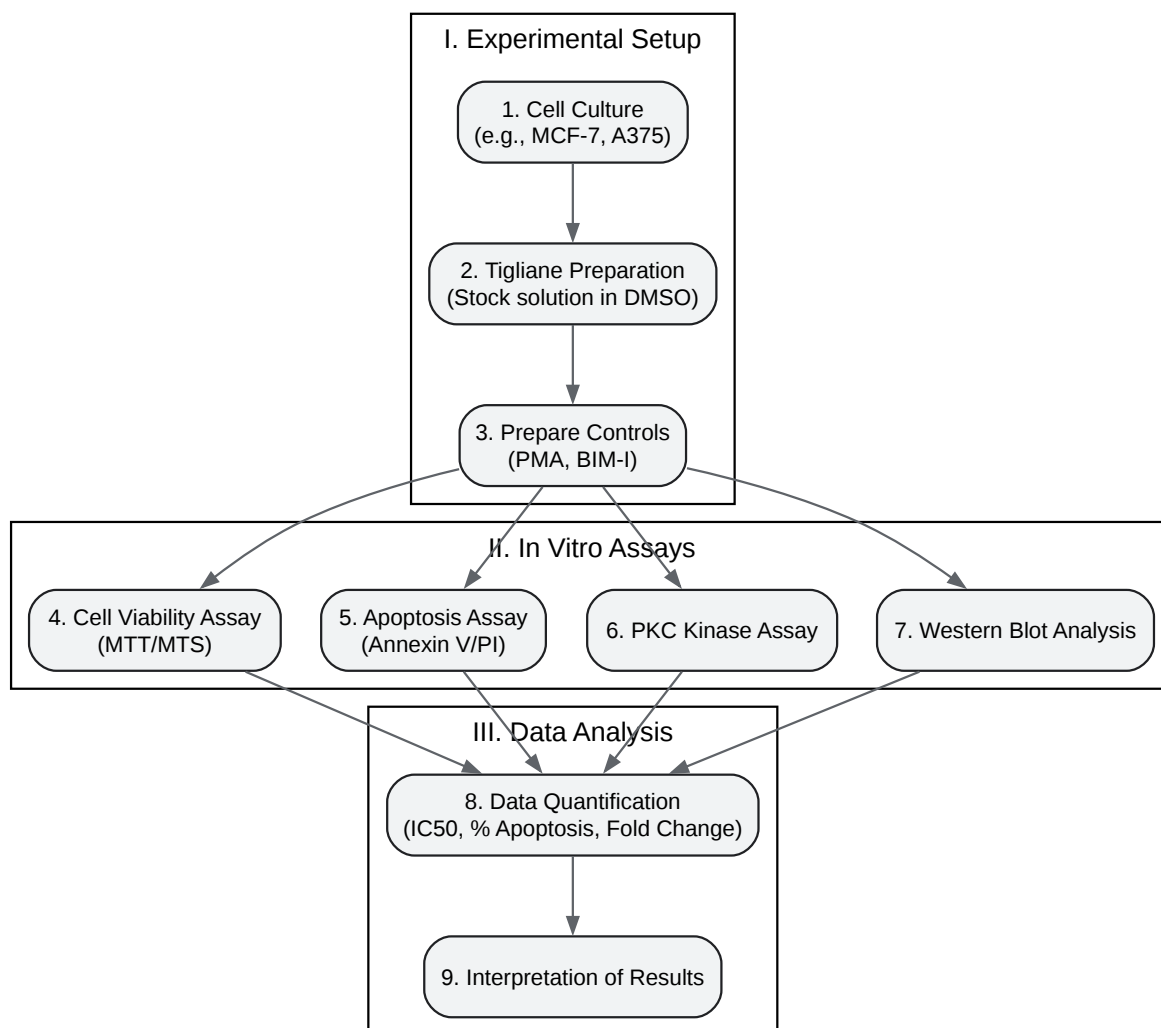 I. Experimental Setup
1. Cell Culture
(e.g., MCF-7, A375)
2. Tigliane Preparation
(Stock solution in DMSO)
3. Prepare Controls
(PMA, BIM-I)
II. In Vitro Assays
4. Cell Viability Assay
(MTT/MTS)
5. Apoptosis Assay
(Annexin V/PI)
6. PKC Kinase Assay
7. Western Blot Analysis
III. Data Analysis
8. Data Quantification
(IC50, % Apoptosis, Fold Change)
9. Interpretation of Results